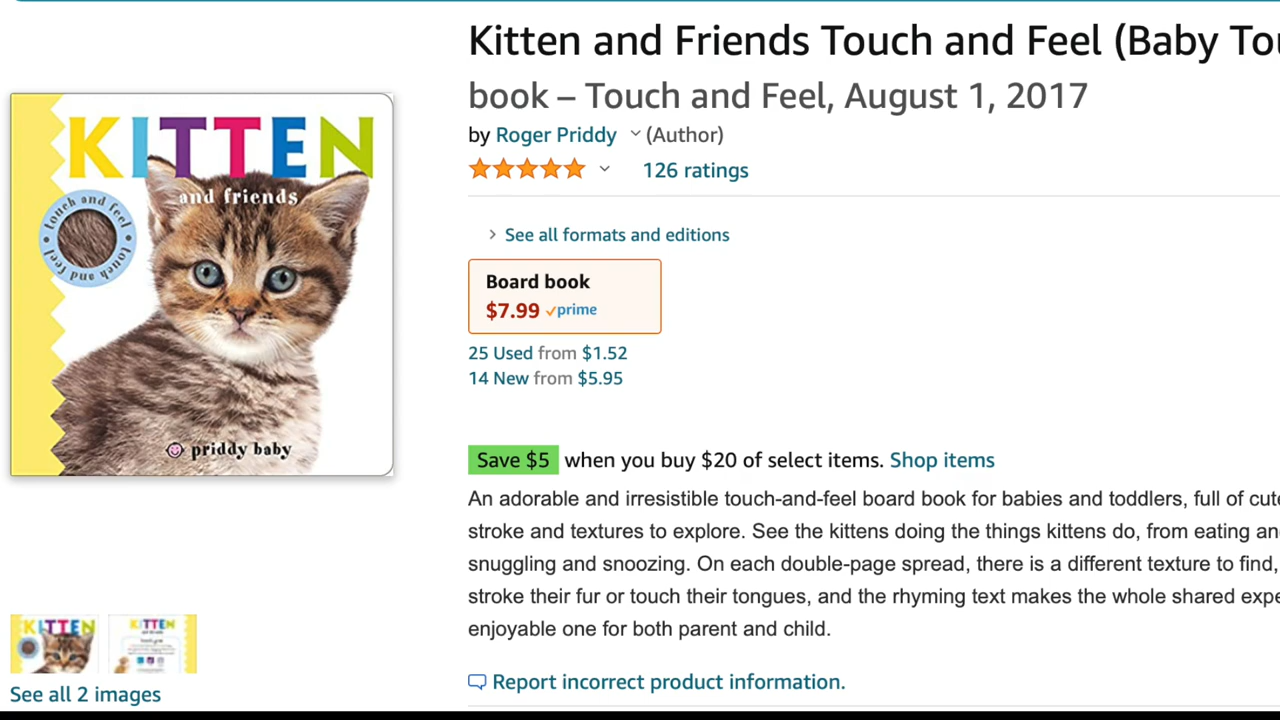 Kitten and Friends Touch and Feel (Baby To
book – Touch and Feel, August 1, 2017
by Roger Priddy (Author)
126 ratings
See all formats and editions
Board book
$7.99 prime
25 Used from $1.52
14 New from $5.95
Save $5 when you buy $20 of select items. Shop items
An adorable and irresistible touch-and-feel board book for babies and toddlers, full of cut
stroke and textures to explore. See the kittens doing the things kittens do, from eating an
snuggling and snoozing. On each double-page spread, there is a different texture to find,
stroke their fur or touch their tongues, and the rhyming text makes the whole shared exp
enjoyable one for both parent and child.
Report incorrect product information.
KITTEN
and friends
touch and feel • touch and feel •
priddy baby
KITTEN
KITTEN
See all 2 images